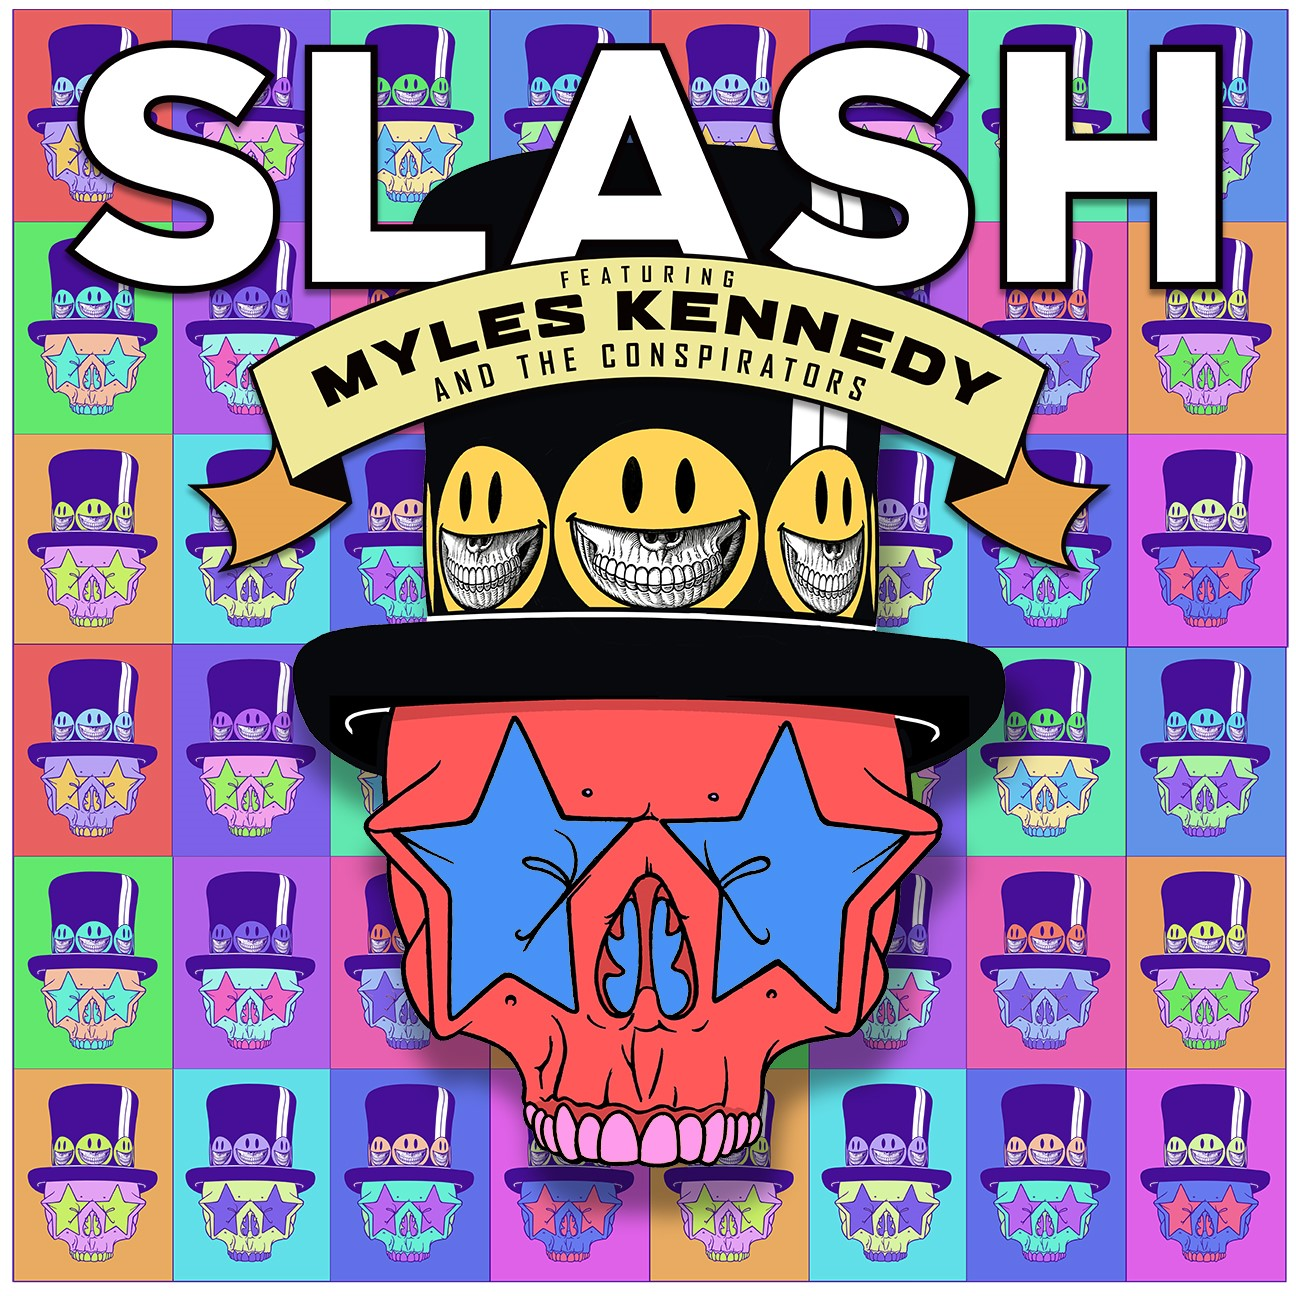 SLASH
FEATURING
MYLES KENNEDY
AND THE CONSPIRATORS